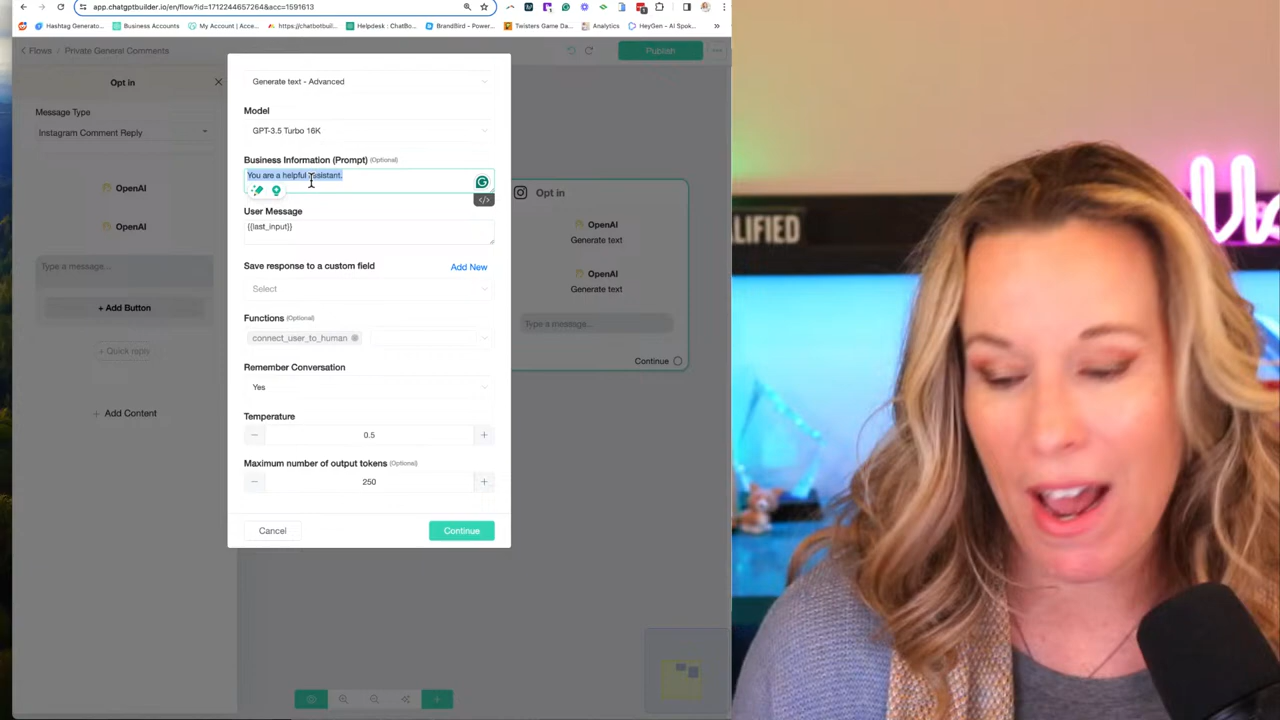 app.chatgptbuilder.io/en/flow?id=1712244657264&acc=1591613
Hashtag Generato...
Business Accounts
My Account | Acce...
https://chatbotbuil...
Helpdesk : ChatBo...
BrandBird – Power...
Twisters Games Dwi...
Analytics
HeyGen - AI Spok...
»
Flows / Private General Comments
Publish
Opt in
Message Type
Instagram Comment Reply
OpenAI
OpenAI
Type a message...
+ Add Button
+ Quick reply
+ Add Content
Generate text - Advanced
Model
GPT-3.5 Turbo 16K
Business Information (Prompt) (Optional)
You are a helpful assistant.
</>
User Message
{{last_input}}
Save response to a custom field
Add New
Select
Functions (Optional)
connect_user_to_human
Remember Conversation
Yes
Temperature
0.5
Maximum number of output tokens (Optional)
250
Cancel
Continue
Opt in
OpenAI
Generate text
OpenAI
Generate text
Type a message...
Continue